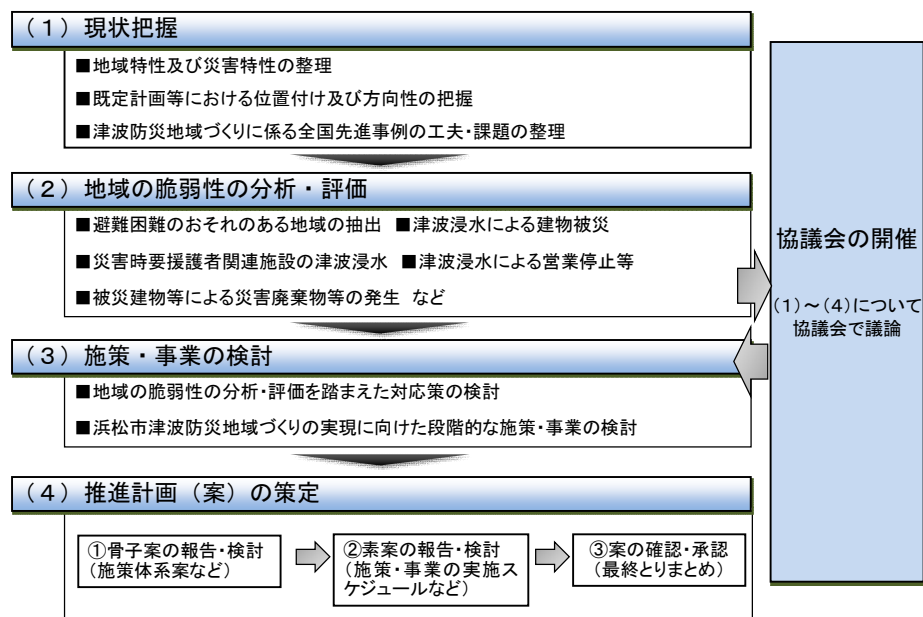 （1）現状把握
■地域特性及び災害特性の整理
■既定計画等における位置付け及び方向性の把握
■津波防災地域づくりに係る全国先進事例の工夫・課題の整理
（2）地域の脆弱性の分析・評価
■避難困難のおそれのある地域の抽出 ■津波浸水による建物被災
■災害時要援護者関連施設の津波浸水 ■津波浸水による営業停止等
■被災建物等による災害廃棄物等の発生 など
（3）施策・事業の検討
■地域の脆弱性の分析・評価を踏まえた対応策の検討
■浜松市津波防災地域づくりの実現に向けた段階的な施策・事業の検討
（4）推進計画（案）の策定
①骨子案の報告・検討
（施策体系案など）
②素案の報告・検討
（施策・事業の実施ス
ケジュールなど）
③案の確認・承認
（最終とりまとめ）
協議会の開催
（1）～（4）について
協議会で議論